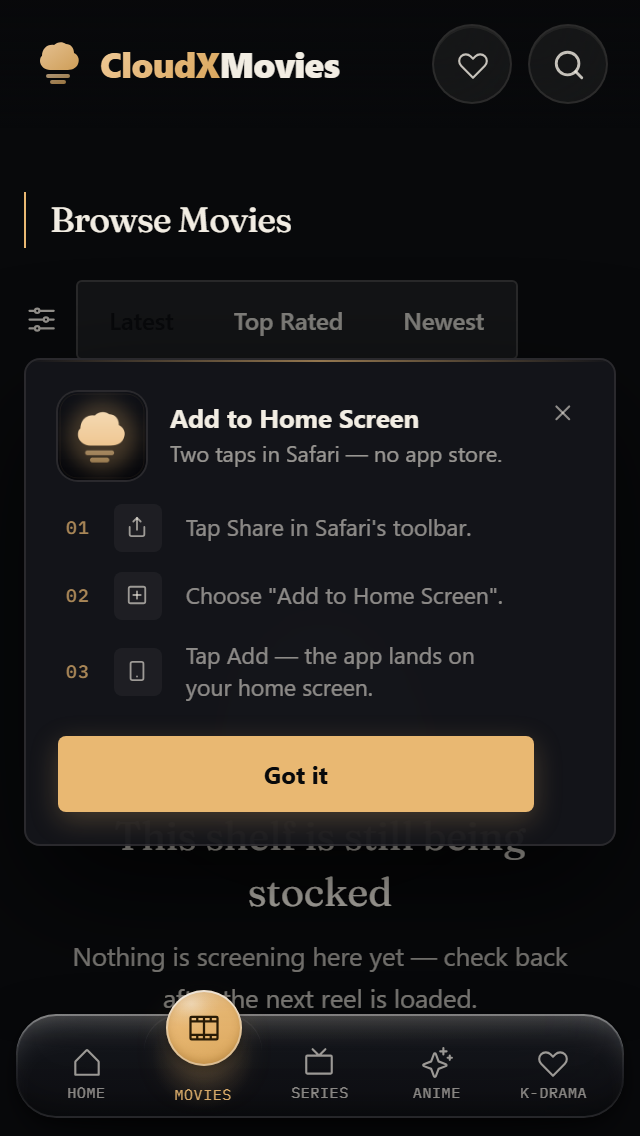 CloudXMovies
Browse Movies
Latest
Top Rated
Newest
Add to Home Screen
Two taps in Safari — no app store.
01
Tap Share in Safari's toolbar.
02
Choose "Add to Home Screen".
03
Tap Add — the app lands on
your home screen.
Got it
This shelf is still being
stocked
Nothing is screening here yet — check back
the next reel is loaded.
HOME
MOVIES
SERIES
ANIME
K-DRAMA